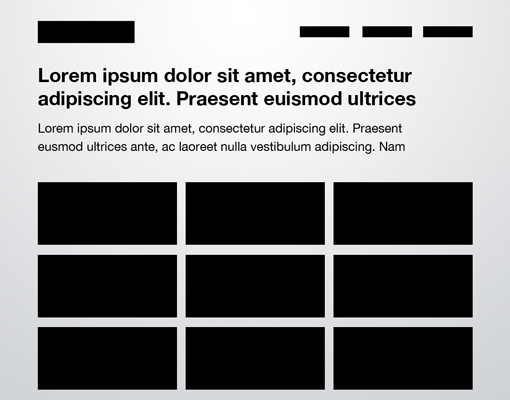 Lorem ipsum dolor sit amet, consectetur
adipiscing elit. Praesent euismod ultrices
Lorem ipsum dolor sit amet, consectetur adipiscing elit. Praesent
eusmod ultrices ante, ac laoreet nulla vestibulum adipiscing. Nam